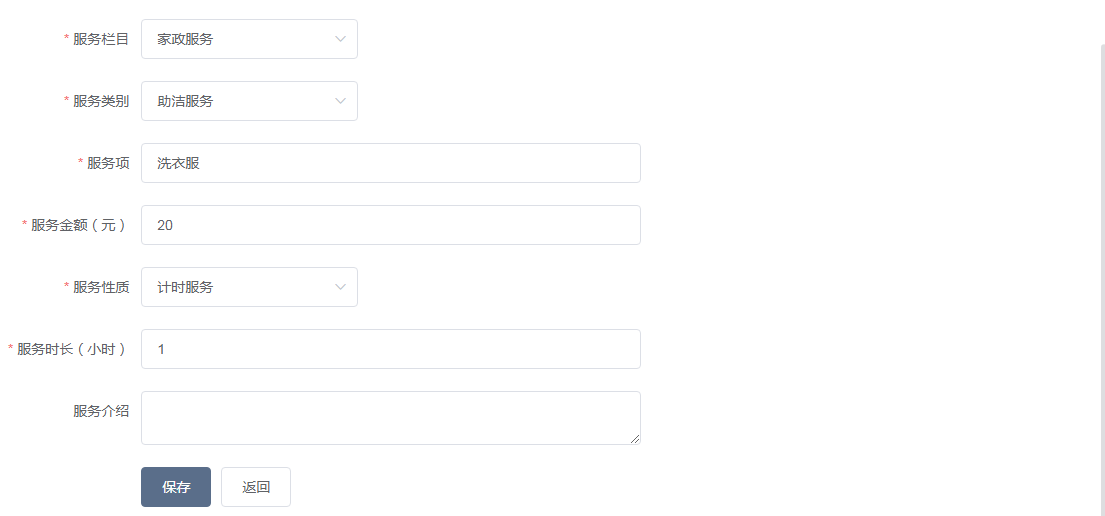 * 服务栏目 家政服务
* 服务类别 助洁服务
* 服务项 洗衣服
* 服务金额（元） 20
* 服务性质 计时服务
* 服务时长（小时） 1
服务介绍
保存 返回